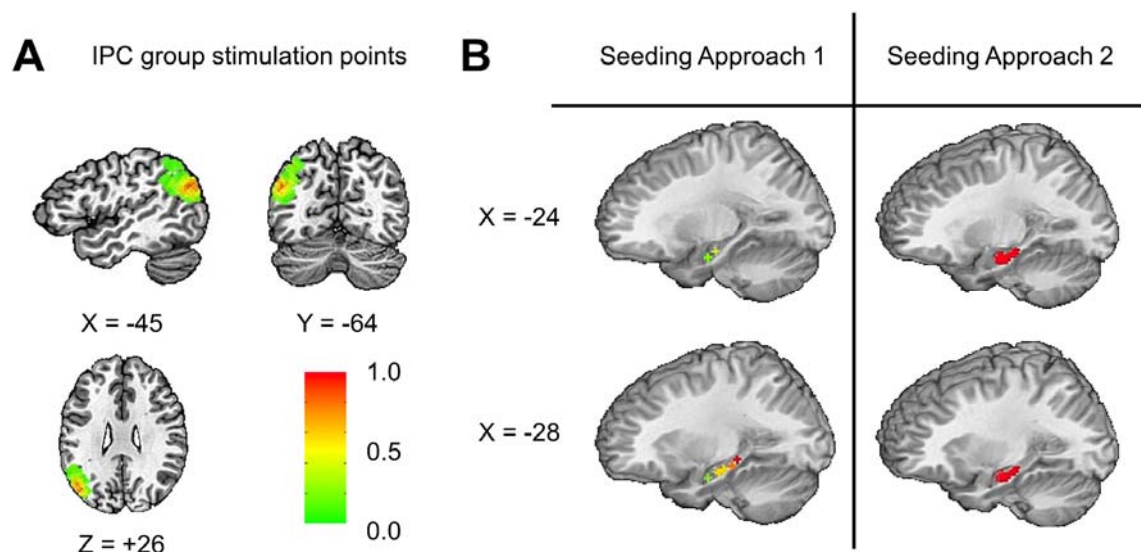 A
IPC group stimulation points
X = -45
Y = -64
Z = +26
1.0
0.5
0.0
B
Seeding Approach 1
Seeding Approach 2
X = -24
X = -28